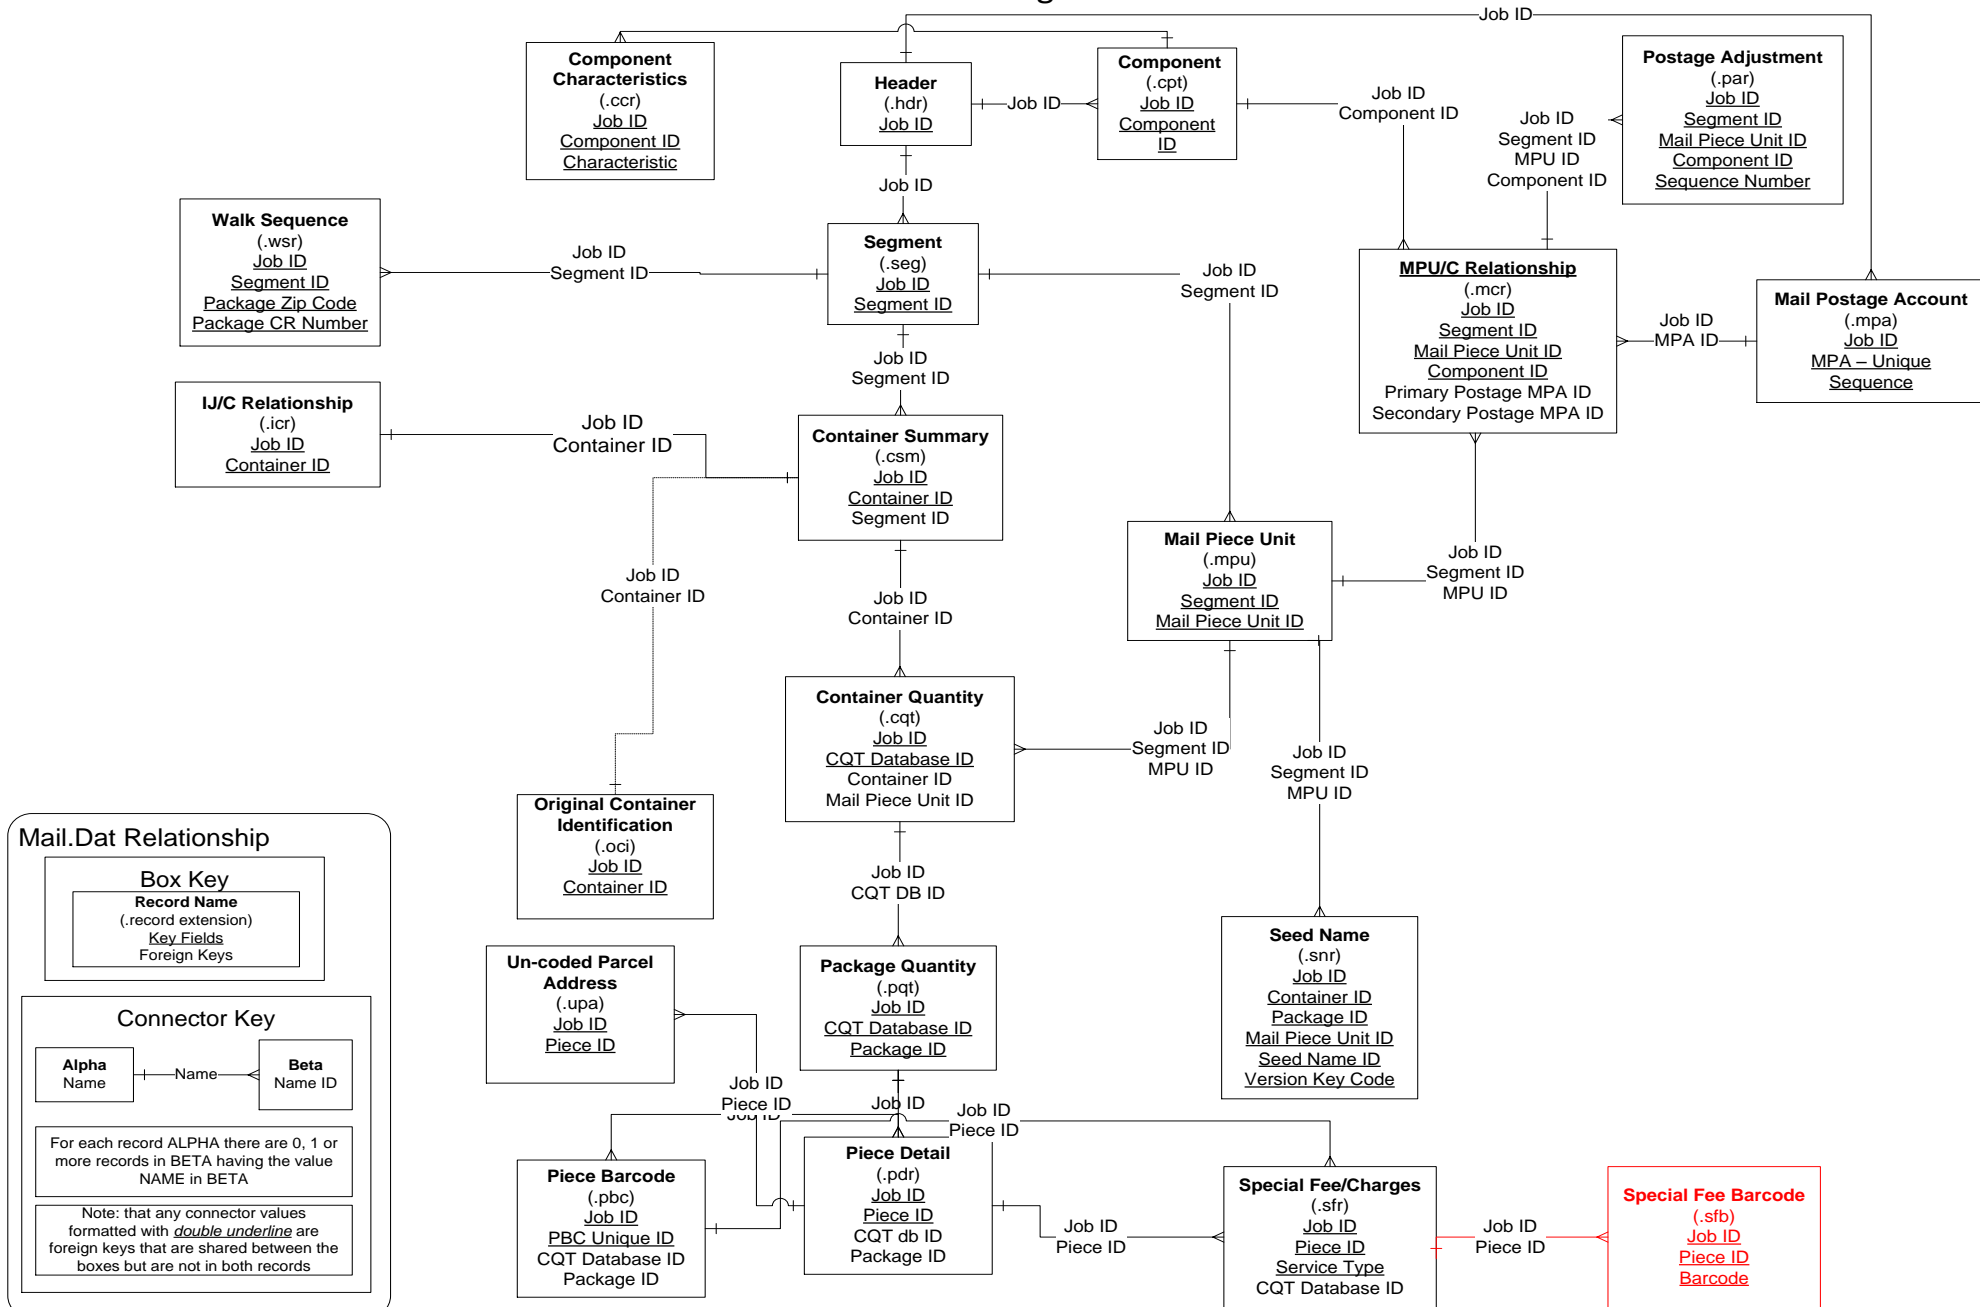 Job ID
Component
Characteristics
(.ccr)
Job ID
Component ID
Characteristic
Header
(.hdr)
Job ID
Job ID
Component
(.cpt)
Job ID
Component
ID
Job ID
Component ID
Postage Adjustment
(.par)
Job ID
Segment ID
Mail Piece Unit ID
Component ID
Sequence Number
Job ID
Segment ID
MPU ID
Component ID
Job ID
Walk Sequence
(.wsr)
Job ID
Segment ID
Package Zip Code
Package CR Number
Job ID
Segment ID
Segment
(.seg)
Job ID
Segment ID
Job ID
Segment ID
MPU/C Relationship
(.mcr)
Job ID
Segment ID
Mail Piece Unit ID
Component ID
Primary Postage MPA ID
Secondary Postage MPA ID
Job ID
MPA ID
Mail Postage Account
(.mpa)
Job ID
MPA – Unique
Sequence
Job ID
Segment ID
IJ/C Relationship
(.icr)
Job ID
Container ID
Job ID
Container ID
Container Summary
(.csm)
Job ID
Container ID
Segment ID
Job ID
Container ID
Job ID
Container ID
Mail Piece Unit
(.mpu)
Job ID
Segment ID
Mail Piece Unit ID
Job ID
Segment ID
MPU ID
Container Quantity
(.cqt)
Job ID
CQT Database ID
Container ID
Mail Piece Unit ID
Job ID
Segment ID
MPU ID
Job ID
Segment ID
MPU ID
Original Container
Identification
(.oci)
Job ID
Container ID
Job ID
CQT DB ID
Mail.Dat Relationship
Box Key
Record Name
(.record extension)
Key Fields
Foreign Keys
Connector Key
Alpha
Name
Name
Beta
Name ID
For each record ALPHA there are 0, 1 or
more records in BETA having the value
NAME in BETA
Note: that any connector values
formatted with double underline are
foreign keys that are shared between the
boxes but are not in both records
Un-coded Parcel
Address
(.upa)
Job ID
Piece ID
Package Quantity
(.pqt)
Job ID
CQT Database ID
Package ID
Seed Name
(.snr)
Job ID
Container ID
Package ID
Mail Piece Unit ID
Seed Name ID
Version Key Code
Job ID
Piece ID
Job ID
Job ID
Job ID
Piece ID
Piece Barcode
(.pbc)
Job ID
PBC Unique ID
CQT Database ID
Package ID
Piece Detail
(.pdr)
Job ID
Piece ID
CQT db ID
Package ID
Job ID
Piece ID
Special Fee/Charges
(.sfr)
Job ID
Piece ID
Service Type
CQT Database ID
Job ID
Piece ID
Special Fee Barcode
(.sfb)
Job ID
Piece ID
Barcode